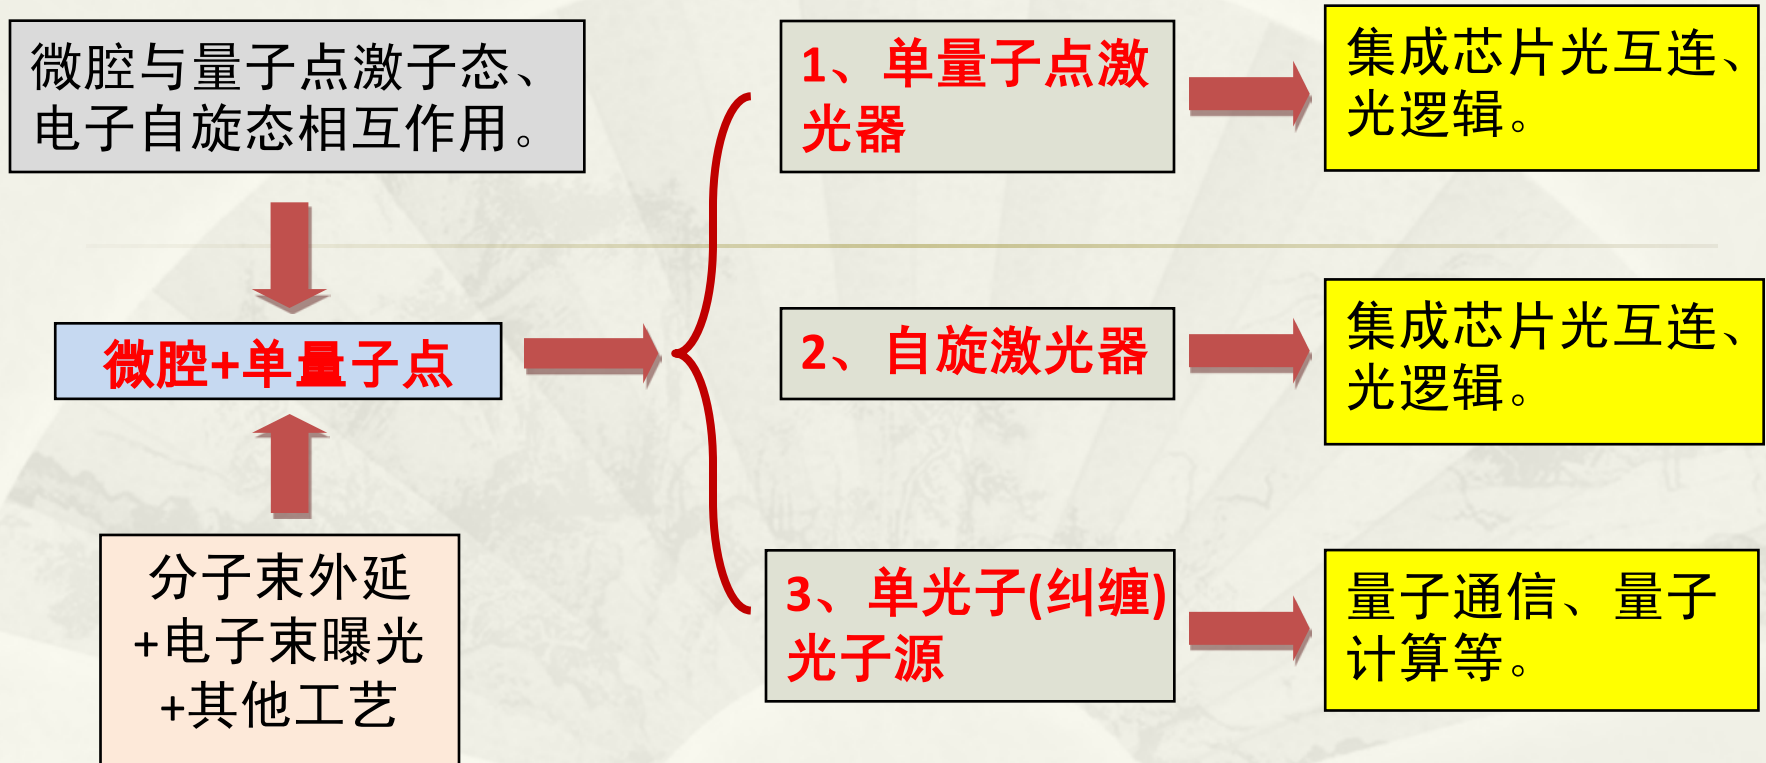 微腔与量子点激子态、
电子自旋态相互作用。
微腔+单量子点
分子束外延
+电子束曝光
+其他工艺
1、单量子点激
光器
集成芯片光互连、
光逻辑。
2、自旋激光器
集成芯片光互连、
光逻辑。
3、单光子(纠缠)
光子源
量子通信、量子
计算等。